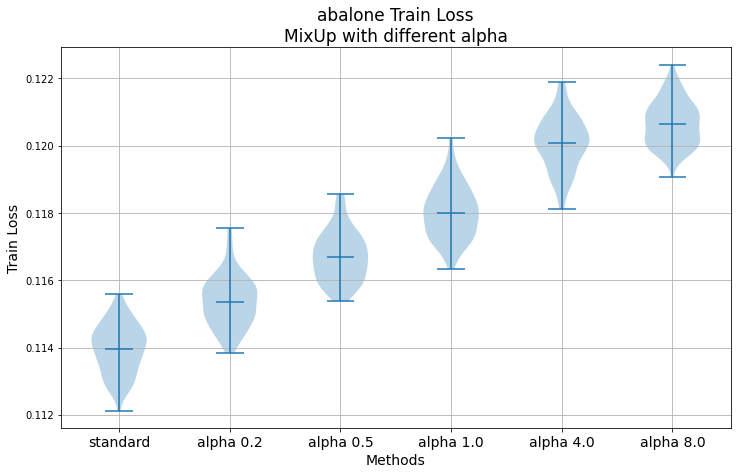 abalone Train Loss
MixUp with different alpha
0.122
0.120
0.118
0.116
0.114
0.112
Train Loss
standard alpha 0.2 alpha 0.5 alpha 1.0 alpha 4.0 alpha 8.0
Methods